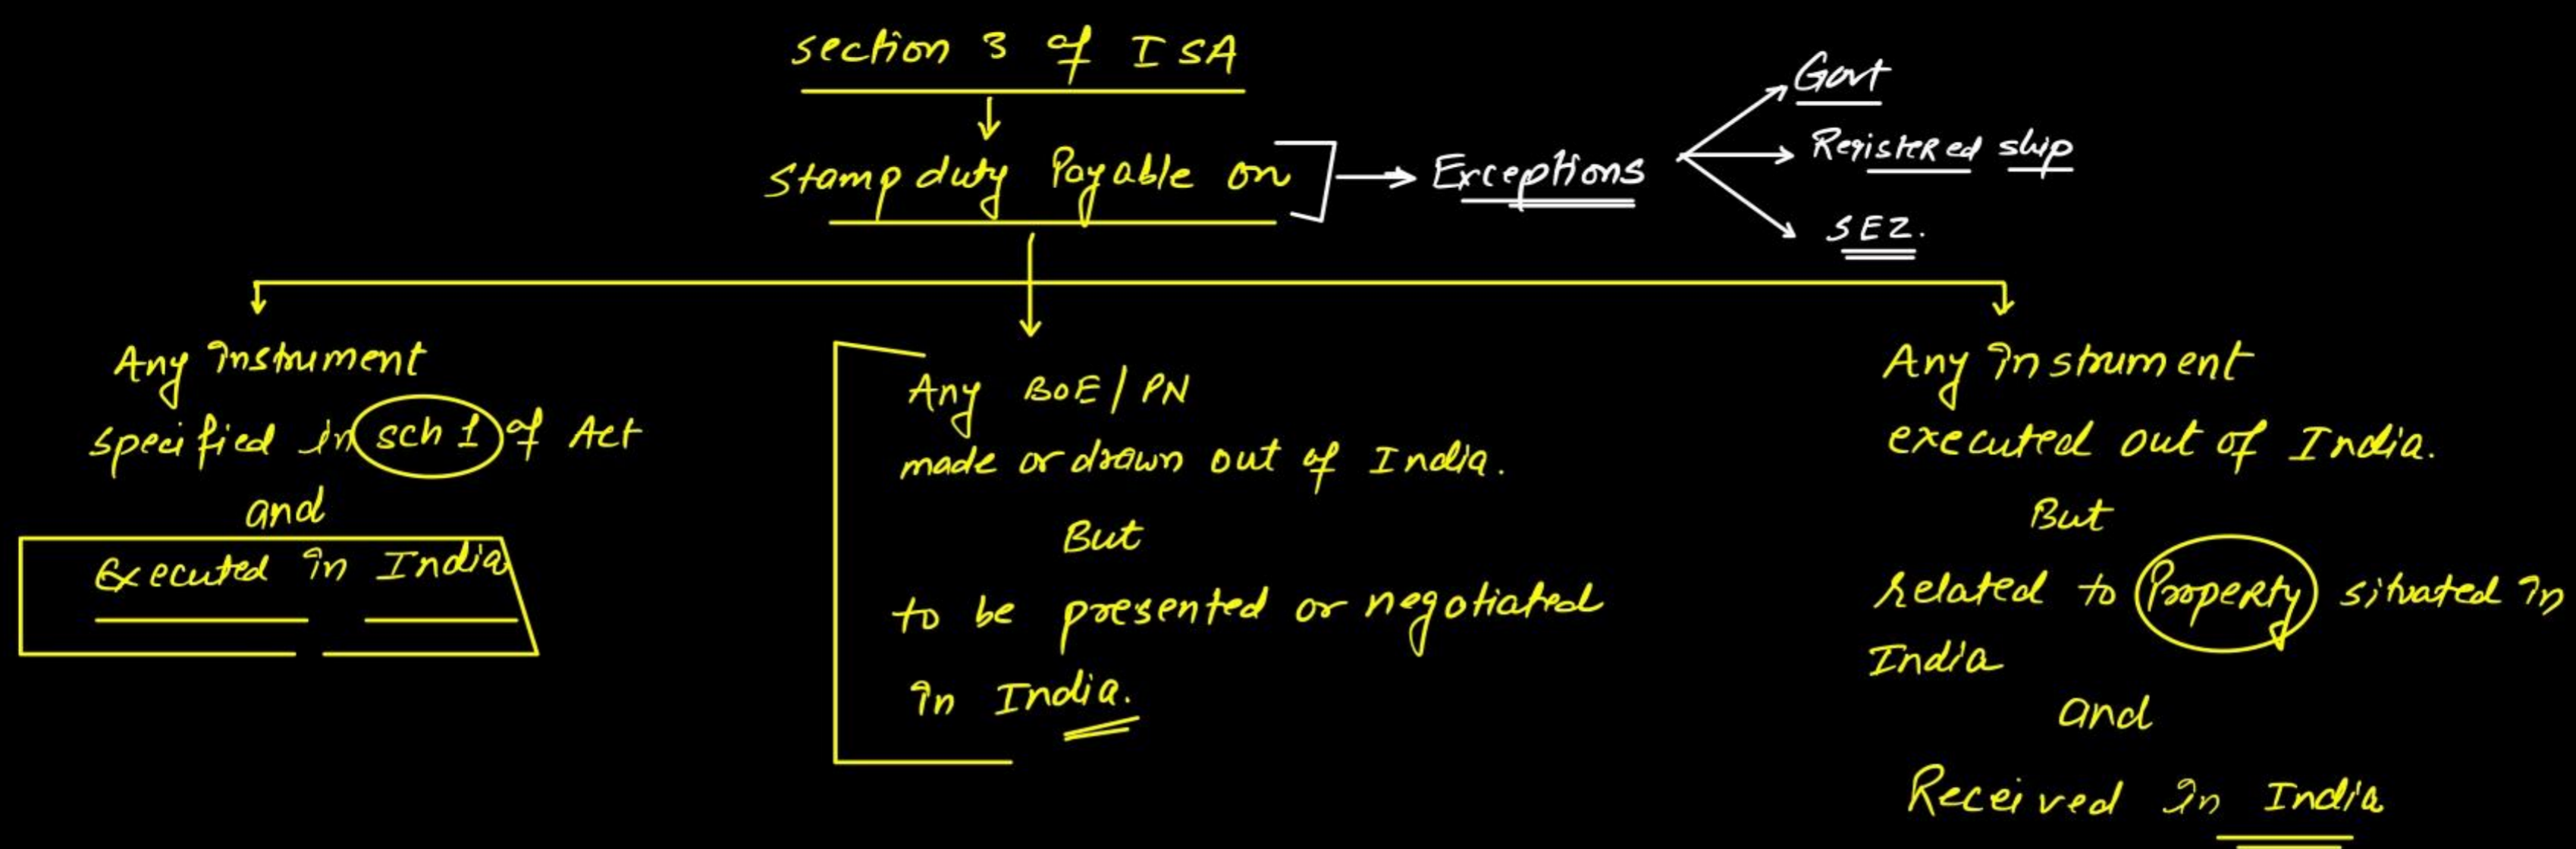 section 3 of ISA
stamp duty Payable on
Exceptions
Govt
Registered ship
SEZ.
Any instrument
specified in sch 1 of Act
and
Executed in India
Any BOE/PN
made or drawn out of India.
But
to be presented or negotiated
in India.
Any instrument
executed out of India.
But
related to Property situated in
India
and
Received in India